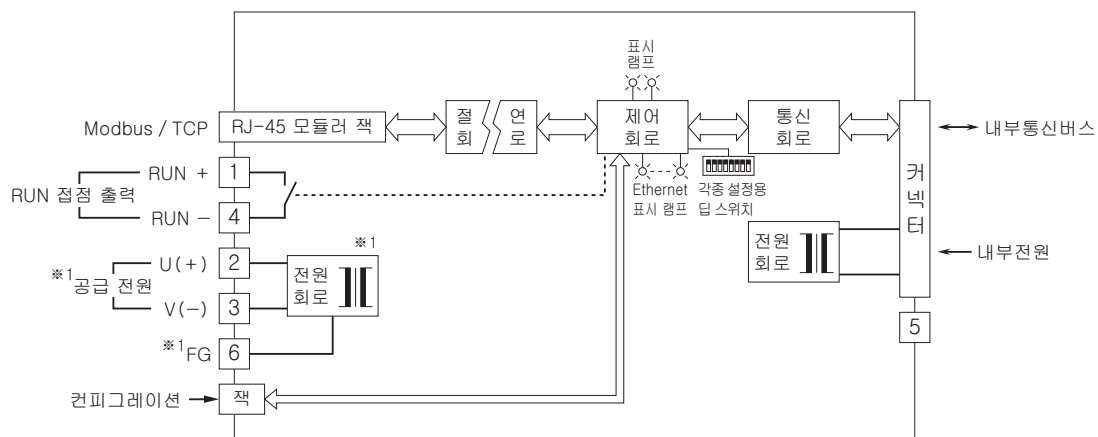 표시
램프
Modbus / TCP
RJ-45 모듈러 잭
절 연
회 로
제어
회로
통신
회로
커넥터
내부통신버스
RUN 접점 출력
RUN +
1
RUN −
4
Ethernet
표시 램프
각종 설정용
딥 스위치
※1공급 전원
U(+)
2
V(−)
3
※1
전원
회로
전원
회로
내부전원
5
※1FG
6
컨피그레이션
잭